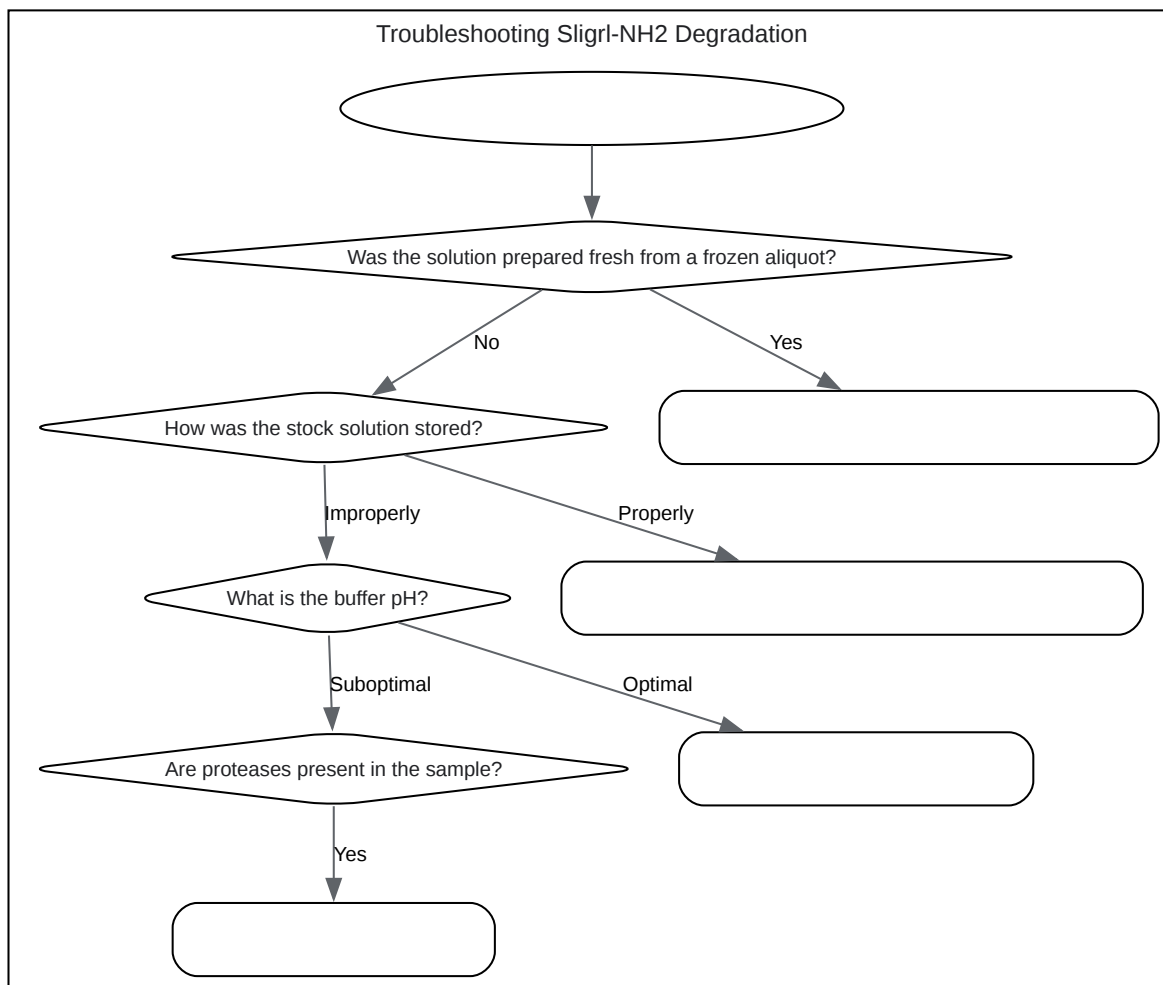 Troubleshooting Sligrl-NH2 Degradation
Was the solution prepared fresh from a frozen aliquot?
No
Yes
How was the stock solution stored?
Improperly
Properly
What is the buffer pH?
Suboptimal
Optimal
Are proteases present in the sample?
Yes